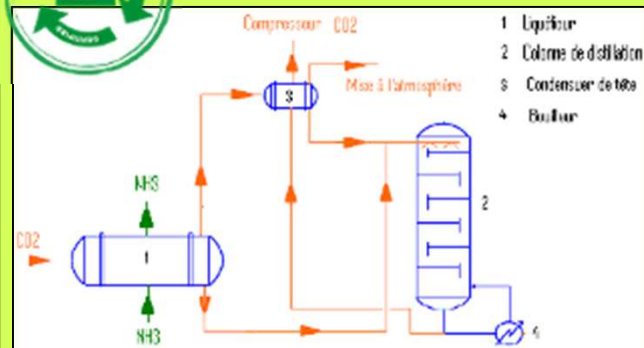 Compresseur CO2
1 Liquéfieur
2 Colonne de distillation
3 Condensuer de tête
4 Bouilleur
Mise à l'atmosphère
3
NH3
2
CO2
1
NH3
4